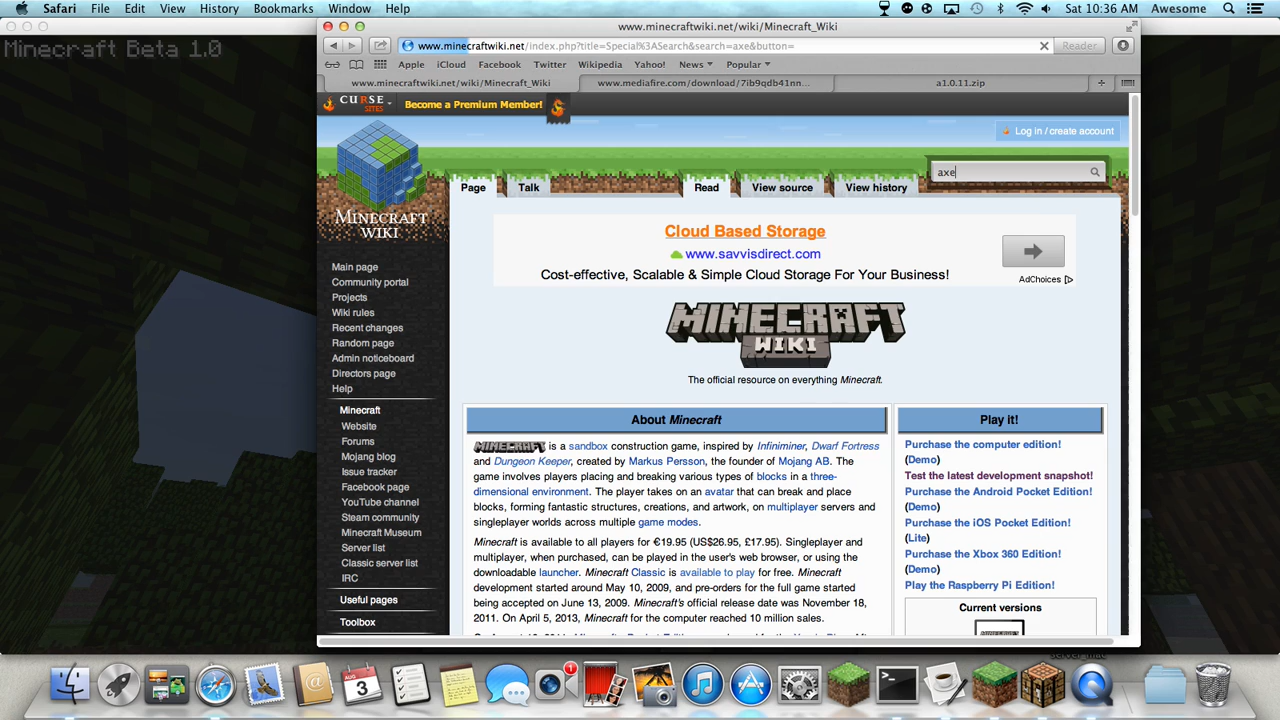 Safari File Edit View History Bookmarks Window Help Sat 10:36 AM Awesome
Minecraft Beta 1.0
www.minecraftwiki.net/wiki/Minecraft_Wiki
www.minecraftwiki.net/index.php?title=Special%3ASearch&search=axe&button= Reader
Apple iCloud Facebook Twitter Wikipedia Yahoo! News Popular
www.minecraftwiki.net/wiki/Minecraft_Wiki www.mediafire.com/download/7ib9qdb41nn... a1.0.11.zip
CURSE SITES Become a Premium Member!
Log in / create account
axe
Page Talk Read View source View history
MINECRAFT
WIKI
Cloud Based Storage
www.savvisdirect.com
Cost-effective, Scalable & Simple Cloud Storage For Your Business!
AdChoices
MINECRAFT
WIKI
The official resource on everything Minecraft.
Main page
Community portal
Projects
Wiki rules
Recent changes
Random page
Admin noticeboard
Directors page
Help
Minecraft
Website
Forums
Mojang blog
Issue tracker
Facebook page
YouTube channel
Steam community
Minecraft Museum
Server list
Classic server list
IRC
Useful pages
Toolbox
About Minecraft
MINECRAFT is a sandbox construction game, inspired by Infiniminer, Dwarf Fortress
and Dungeon Keeper, created by Markus Persson, the founder of Mojang AB. The
game involves players placing and breaking various types of blocks in a three-
dimensional environment. The player takes on an avatar that can break and place
blocks, forming fantastic structures, creations, and artwork, on multiplayer servers and
singleplayer worlds across multiple game modes.
Minecraft is available to all players for €19.95 (US$26.95, £17.95). Singleplayer and
multiplayer, when purchased, can be played in the user's web browser, or using the
downloadable launcher. Minecraft Classic is available to play for free. Minecraft
development started around May 10, 2009, and pre-orders for the full game started
being accepted on June 13, 2009. Minecraft's official release date was November 18,
2011. On April 5, 2013, Minecraft for the computer reached 10 million sales.
Play it!
Purchase the computer edition!
(Demo)
Test the latest development snapshot!
Purchase the Android Pocket Edition!
(Demo)
Purchase the iOS Pocket Edition!
(Lite)
Purchase the Xbox 360 Edition!
(Demo)
Play the Raspberry Pi Edition!
Current versions
MINECRAFT
AUG
3
1